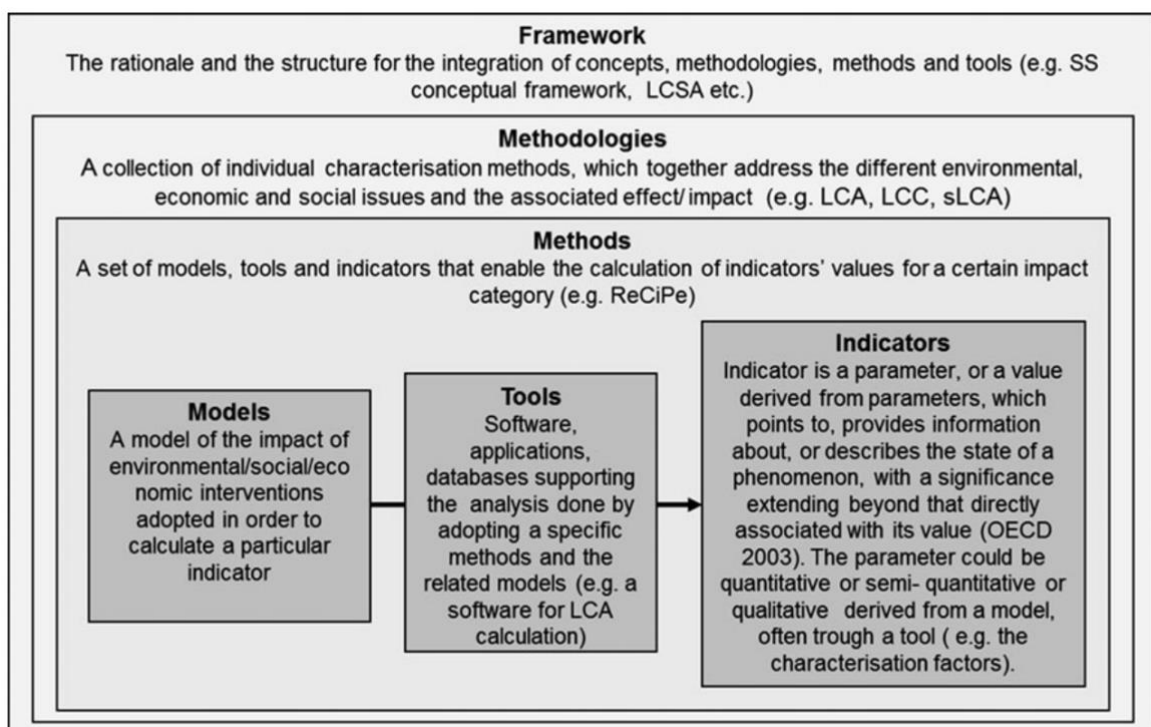 Framework
The rationale and the structure for the integration of concepts, methodologies, methods and tools (e.g. SS
conceptual framework, LCSA etc.)
Methodologies
A collection of individual characterisation methods, which together address the different environmental,
economic and social issues and the associated effect/ impact (e.g. LCA, LCC, sLCA)
Methods
A set of models, tools and indicators that enable the calculation of indicators' values for a certain impact
category (e.g. ReCiPe)
Models
A model of the impact of
environmental/social/eco
nomic interventions
adopted in order to
calculate a particular
indicator
Tools
Software,
applications,
databases supporting
the analysis done by
adopting a specific
methods and the
related models (e.g. a
software for LCA
calculation)
Indicators
Indicator is a parameter, or a value
derived from parameters, which
points to, provides information
about, or describes the state of a
phenomenon, with a significance
extending beyond that directly
associated with its value (OECD
2003). The parameter could be
quantitative or semi- quantitative or
qualitative derived from a model,
often trough a tool ( e.g. the
characterisation factors).